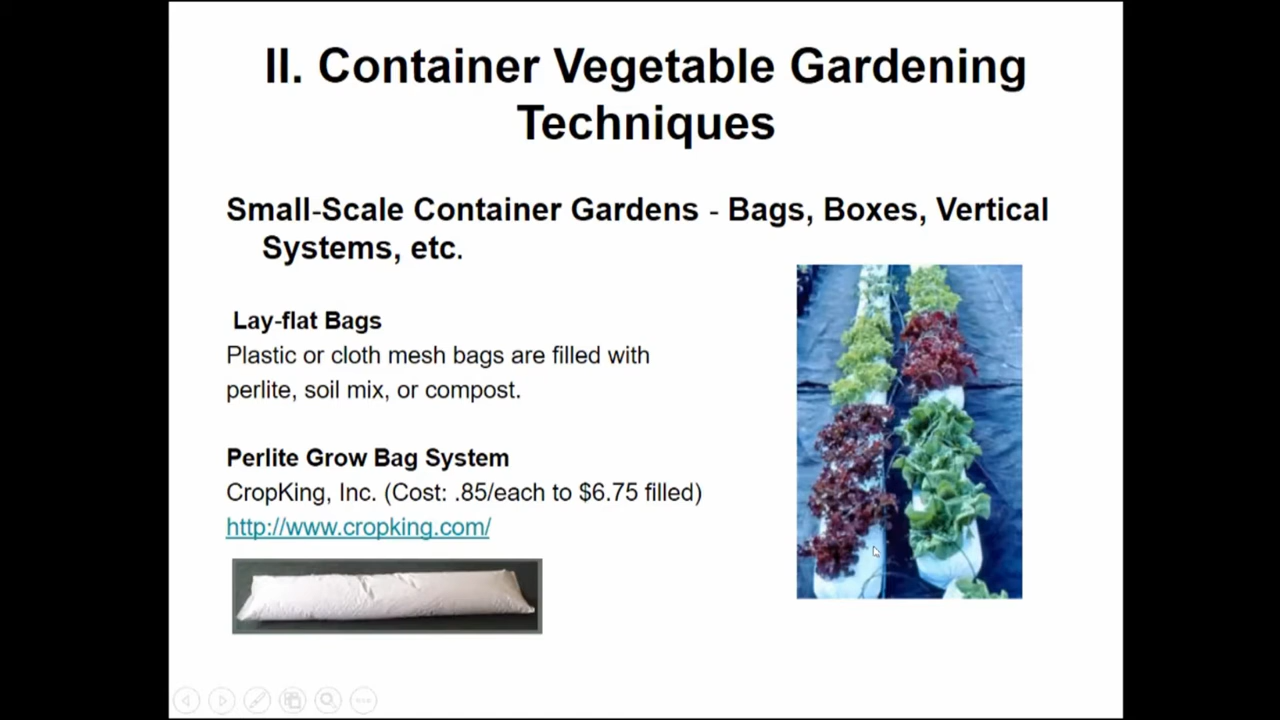 II. Container Vegetable Gardening
Techniques
Small-Scale Container Gardens - Bags, Boxes, Vertical
Systems, etc.
Lay-flat Bags
Plastic or cloth mesh bags are filled with
perlite, soil mix, or compost.
Perlite Grow Bag System
CropKing, Inc. (Cost: .85/each to $6.75 filled)
http://www.cropking.com/